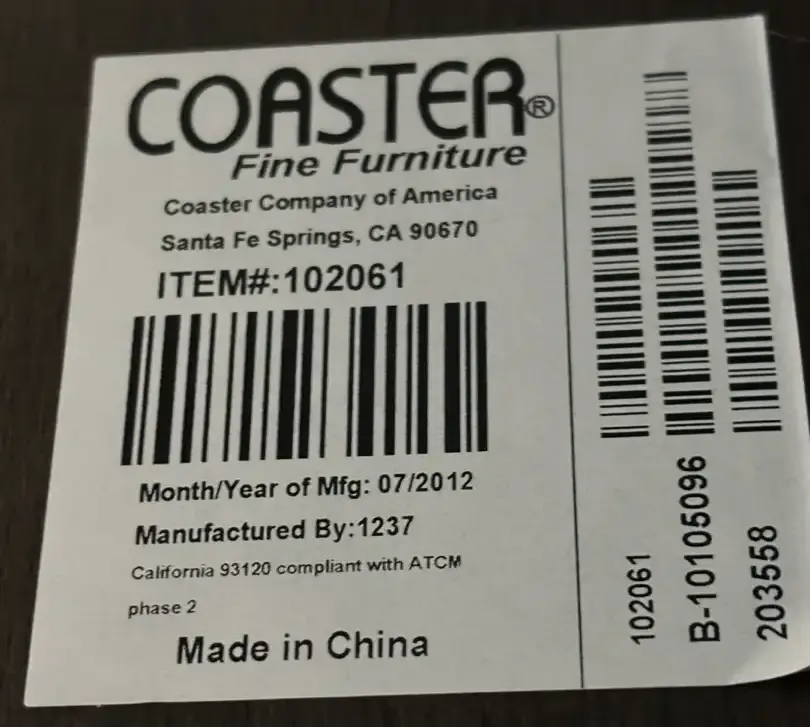 COASTER®
Fine Furniture
Coaster Company of America
Santa Fe Springs, CA 90670
ITEM#:102061
Month/Year of Mfg: 07/2012
Manufactured By:1237
California 93120 compliant with ATCM
phase 2
Made in China
102061
B-10105096
203558